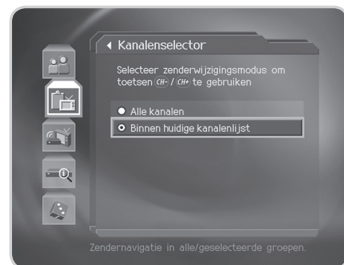 Kanalenselector
Selecteer zenderwijzigingsmodus om
toetsen CH- / CH+ te gebruiken
Alle kanalen
Binnen huidige kanalenlijst
Zendernavigatie in alle/geselecteerde groepen.